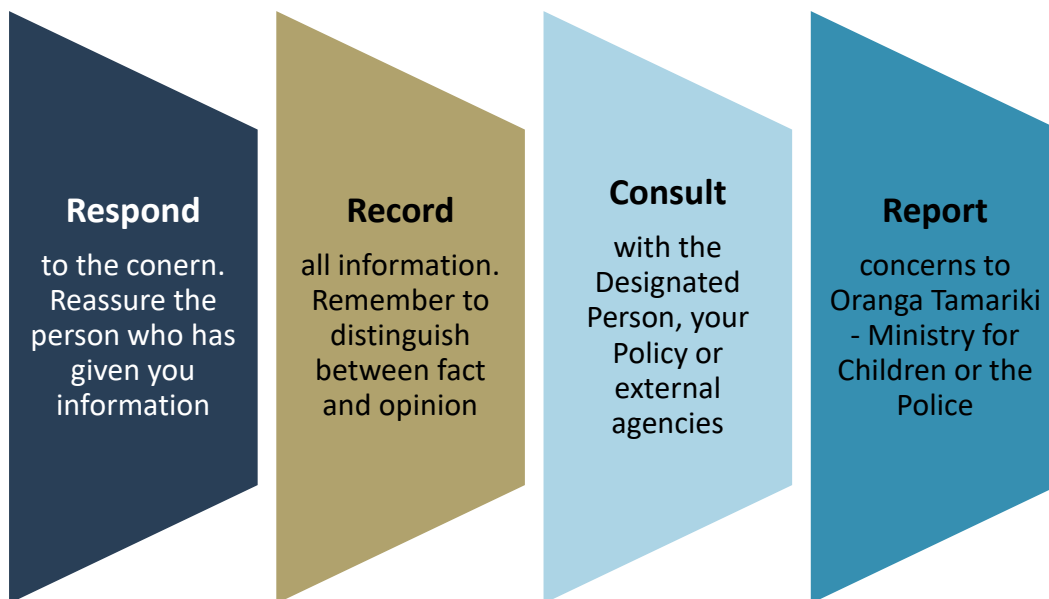 Respond
to the conern.
Reassure the
person who has
given you
information
Record
all information.
Remember to
distinguish
between fact
and opinion
Consult
with the
Designated
Person, your
Policy or
external
agencies
Report
concerns to
Oranga Tamariki
- Ministry for
Children or the
Police